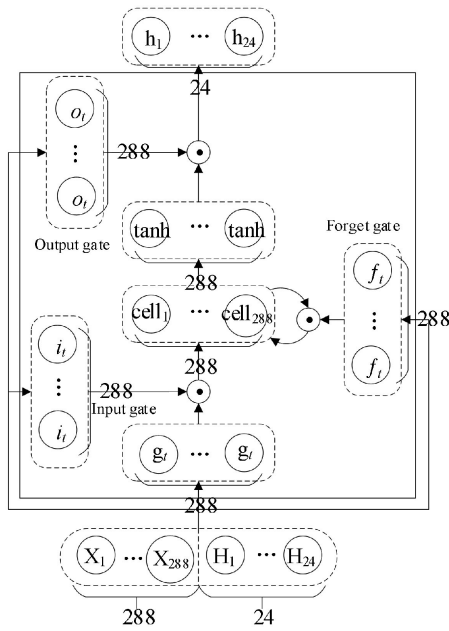 h1 ··· h24
24
ot
⋮
ot
288
Output gate
tanh ··· tanh
288
Forget gate
ft
⋮
ft
288
cell1 ··· cell288
288
it
⋮
it
288
Input gate
gt ··· gt
288
X1 ··· X288 H1 ··· H24
288 24